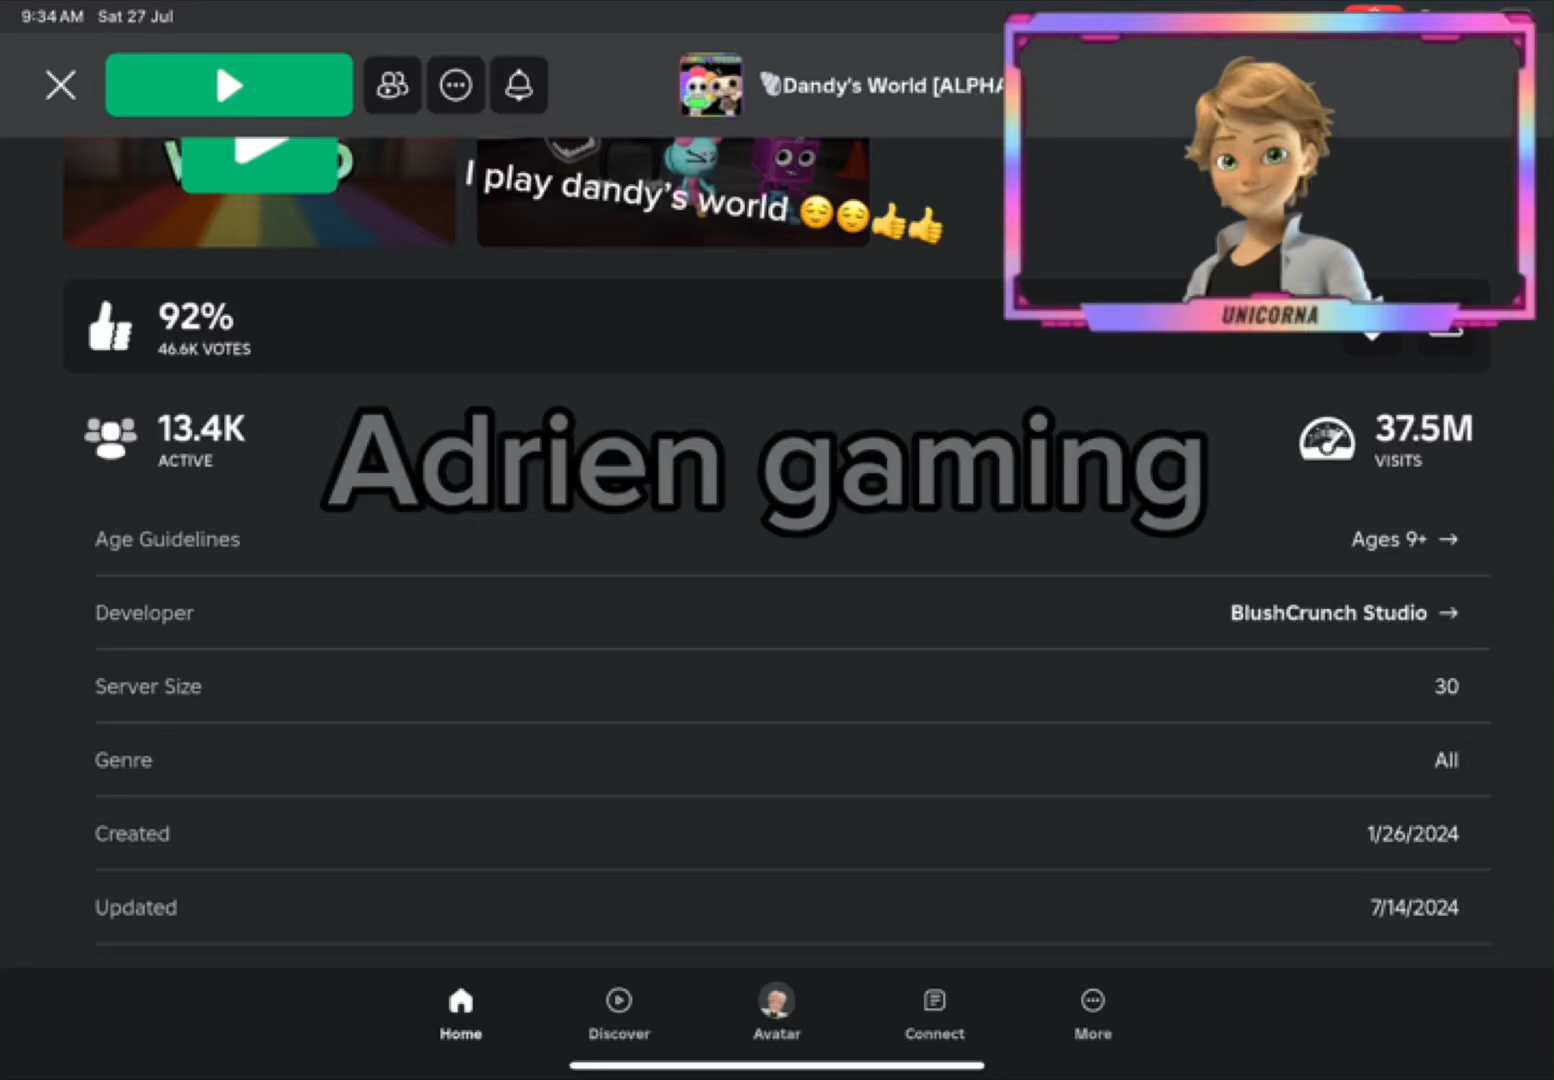 9:34 AM Sat 27 Jul
Dandy's World [ALPHA
I play dandy's world 😌😌👍👍
UNICORNA
92%
46.6K VOTES
13.4K
ACTIVE
Adrien gaming
37.5M
VISITS
Age Guidelines
Ages 9+ →
Developer
BlushCrunch Studio →
Server Size
30
Genre
All
Created
1/26/2024
Updated
7/14/2024
Home
Discover
Avatar
Connect
More